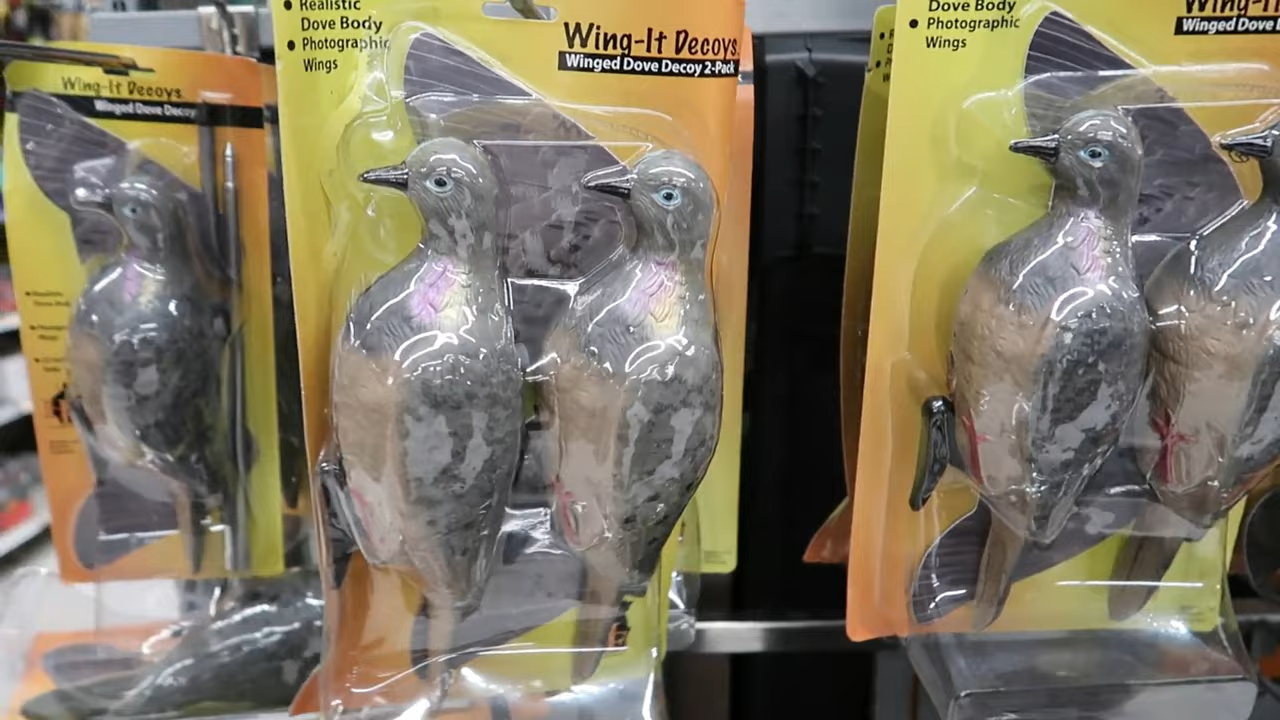 Wing-It Decoys
Winged Dove Decoy
• Realistic
Dove Body
• Photographic
Wings
Wing-It Decoys
Winged Dove Decoy 2-Pack
Dove Body
• Photographic
Wings
Wing-It
Winged Dove